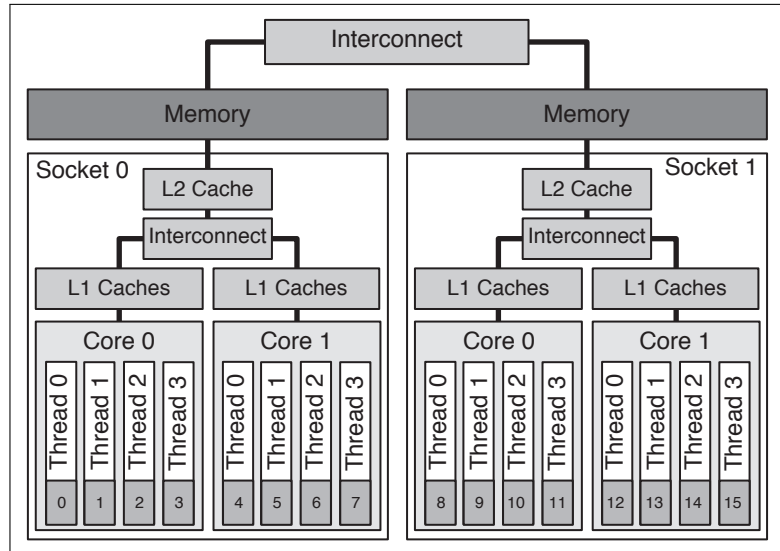 Interconnect
Memory
Memory
Socket 0
Socket 1
L2 Cache
L2 Cache
Interconnect
Interconnect
L1 Caches
L1 Caches
L1 Caches
L1 Caches
Core 0
Core 1
Core 0
Core 1
Thread 0
Thread 1
Thread 2
Thread 3
Thread 0
Thread 1
Thread 2
Thread 3
Thread 0
Thread 1
Thread 2
Thread 3
Thread 0
Thread 1
Thread 2
Thread 3
0
1
2
3
4
5
6
7
8
9
10
11
12
13
14
15